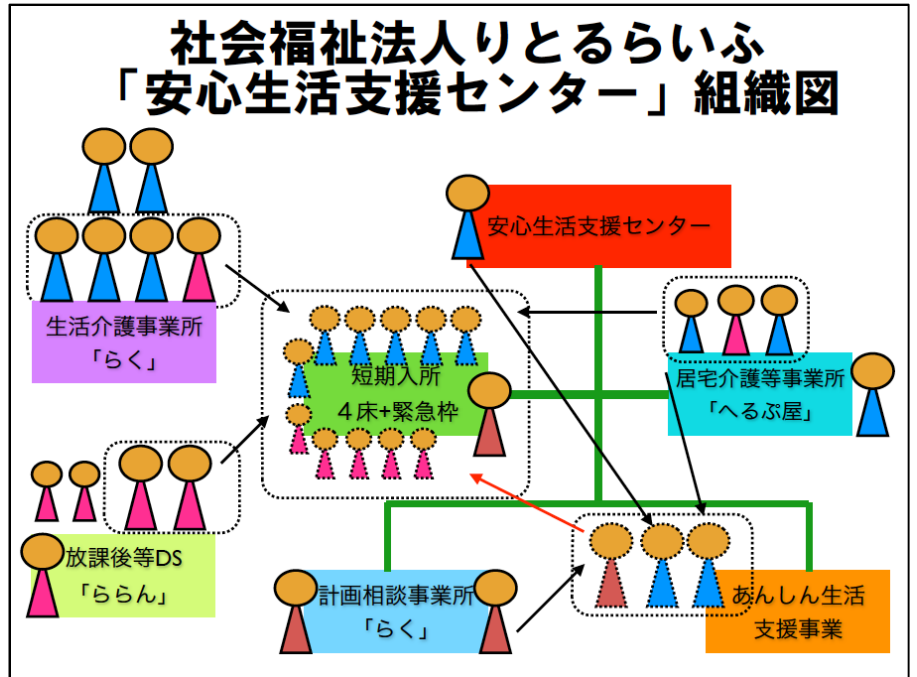 社会福祉法人りとるらいふ
「安心生活支援センター」組織図
安心生活支援センター
生活介護事業所
「らく」
短期入所
４床+緊急枠
居宅介護等事業所
「へるぷ屋」
放課後等DS
「ららん」
計画相談事業所
「らく」
あんしん生活
支援事業